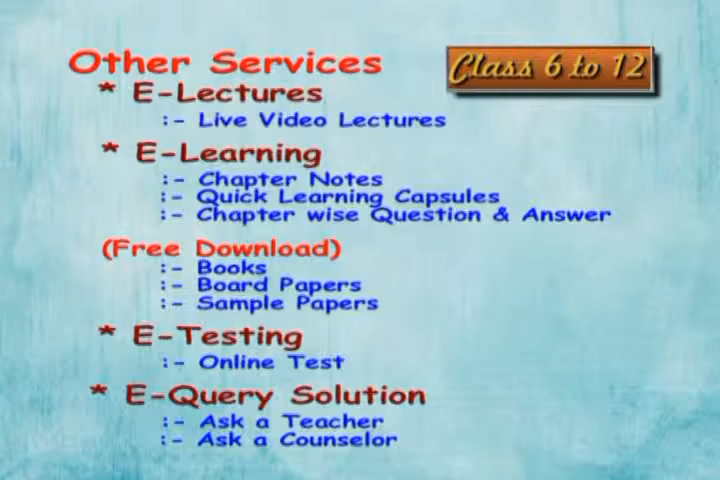 Other Services
Class 6 to 12
* E-Lectures
:- Live Video Lectures
* E-Learning
:- Chapter Notes
:- Quick Learning Capsules
:- Chapter wise Question & Answer
(Free Download)
:- Books
:- Board Papers
:- Sample Papers
* E-Testing
:- Online Test
* E-Query Solution
:- Ask a Teacher
:- Ask a Counselor